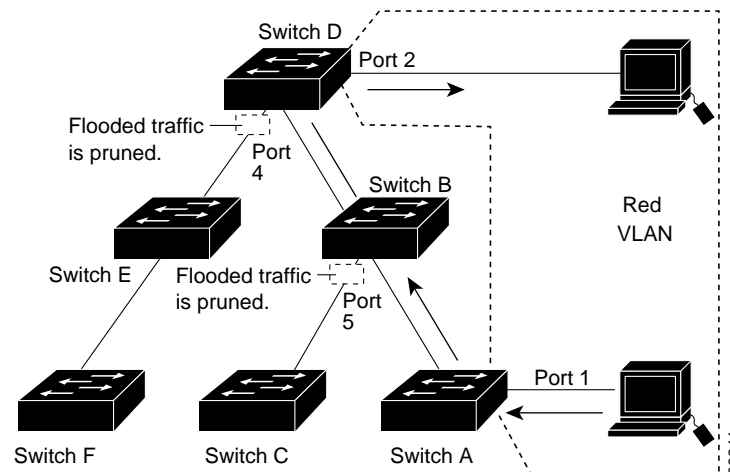 Switch D
Port 2
Flooded traffic
is pruned.
Port
4
Switch B
Red
VLAN
Switch E
Flooded traffic
is pruned.
Port
5
Port 1
Switch F
Switch C
Switch A